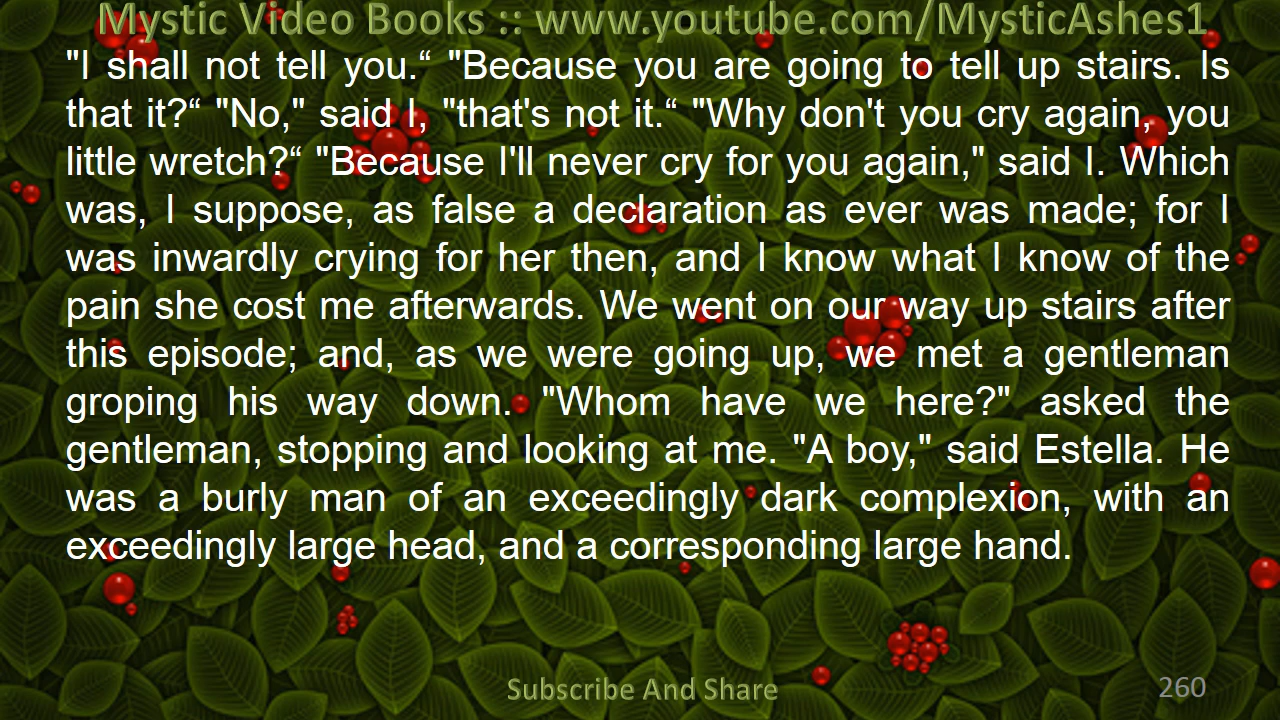 Mystic Video Books :: www.youtube.com/MysticAshes1
"I shall not tell you.“ "Because you are going to tell up stairs. Is
that it?“ "No," said I, "that's not it.“ "Why don't you cry again, you
little wretch?“ "Because I'll never cry for you again," said I. Which
was, I suppose, as false a declaration as ever was made; for I
was inwardly crying for her then, and I know what I know of the
pain she cost me afterwards. We went on our way up stairs after
this episode; and, as we were going up, we met a gentleman
groping his way down. "Whom have we here?" asked the
gentleman, stopping and looking at me. "A boy," said Estella. He
was a burly man of an exceedingly dark complexion, with an
exceedingly large head, and a corresponding large hand.
Subscribe And Share
260